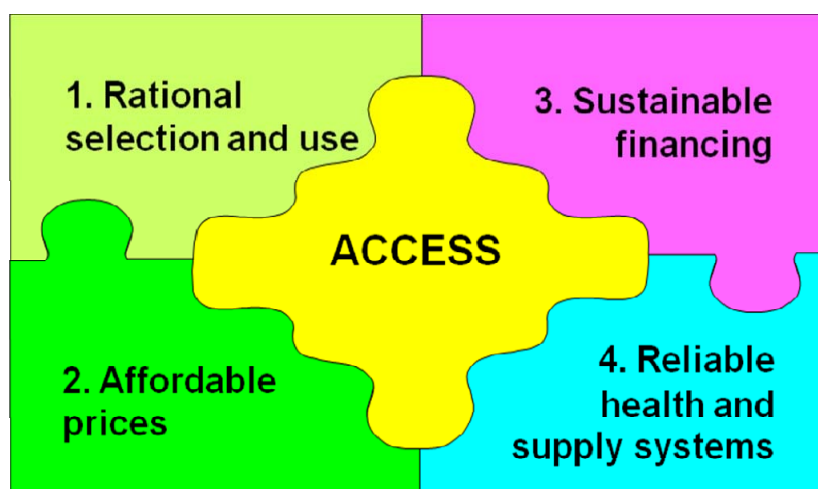 1. Rational
selection and use
3. Sustainable
financing
ACCESS
2. Affordable
prices
4. Reliable
health and
supply systems